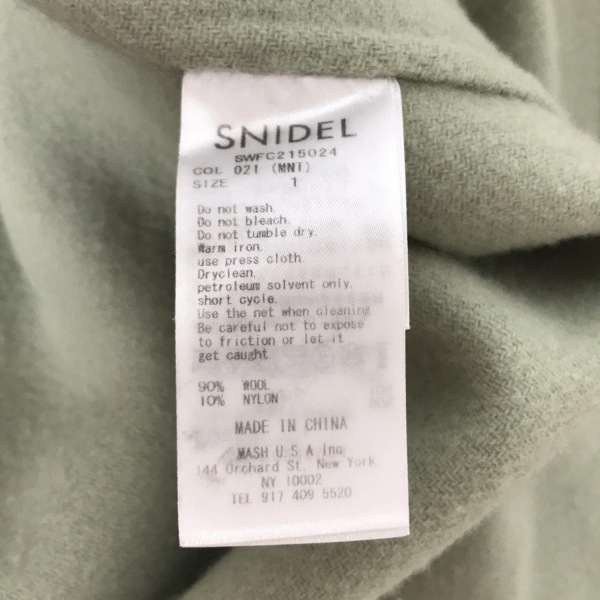 SNIDEL
SWFC215024
COL 021 (MNT)
SIZE 1
Do not wash.
Do not bleach.
Do not tumble dry.
Warm iron.
use press cloth.
Dryclean.
petroleum solvent only.
short cycle.
Use the net when cleaning
Be careful not to expose
to friction or let it
get caught
90% WOOL
10% NYLON
MADE IN CHINA
MASH U.S.A Inc
144 Orchard St. New York.
NY 10002
TEL 917 409 5520